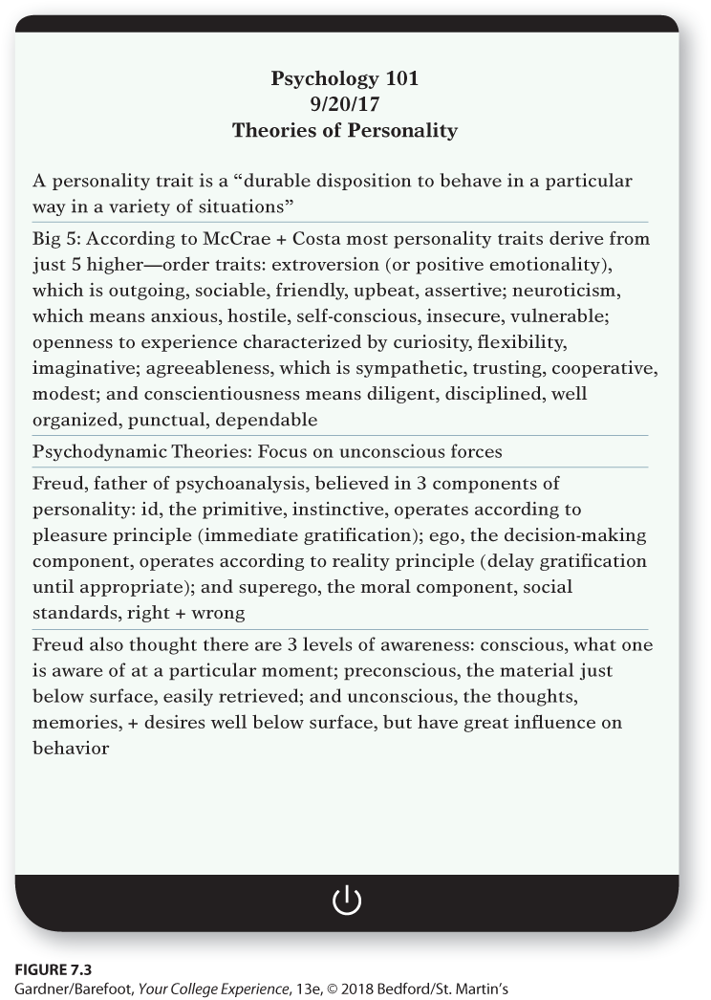 Psychology 101
9/20/17
Theories of Personality
A personality trait is a “durable disposition to behave in a particular
way in a variety of situations”
Big 5: According to McCrae + Costa most personality traits derive from
just 5 higher—order traits: extroversion (or positive emotionality),
which is outgoing, sociable, friendly, upbeat, assertive; neuroticism,
which means anxious, hostile, self-conscious, insecure, vulnerable;
openness to experience characterized by curiosity, flexibility,
imaginative; agreeableness, which is sympathetic, trusting, cooperative,
modest; and conscientiousness means diligent, disciplined, well
organized, punctual, dependable
Psychodynamic Theories: Focus on unconscious forces
Freud, father of psychoanalysis, believed in 3 components of
personality: id, the primitive, instinctive, operates according to
pleasure principle (immediate gratification); ego, the decision-making
component, operates according to reality principle (delay gratification
until appropriate); and superego, the moral component, social
standards, right + wrong
Freud also thought there are 3 levels of awareness: conscious, what one
is aware of at a particular moment; preconscious, the material just
below surface, easily retrieved; and unconscious, the thoughts,
memories, + desires well below surface, but have great influence on
behavior
FIGURE 7.3
Gardner/Barefoot, Your College Experience, 13e, © 2018 Bedford/St. Martin’s